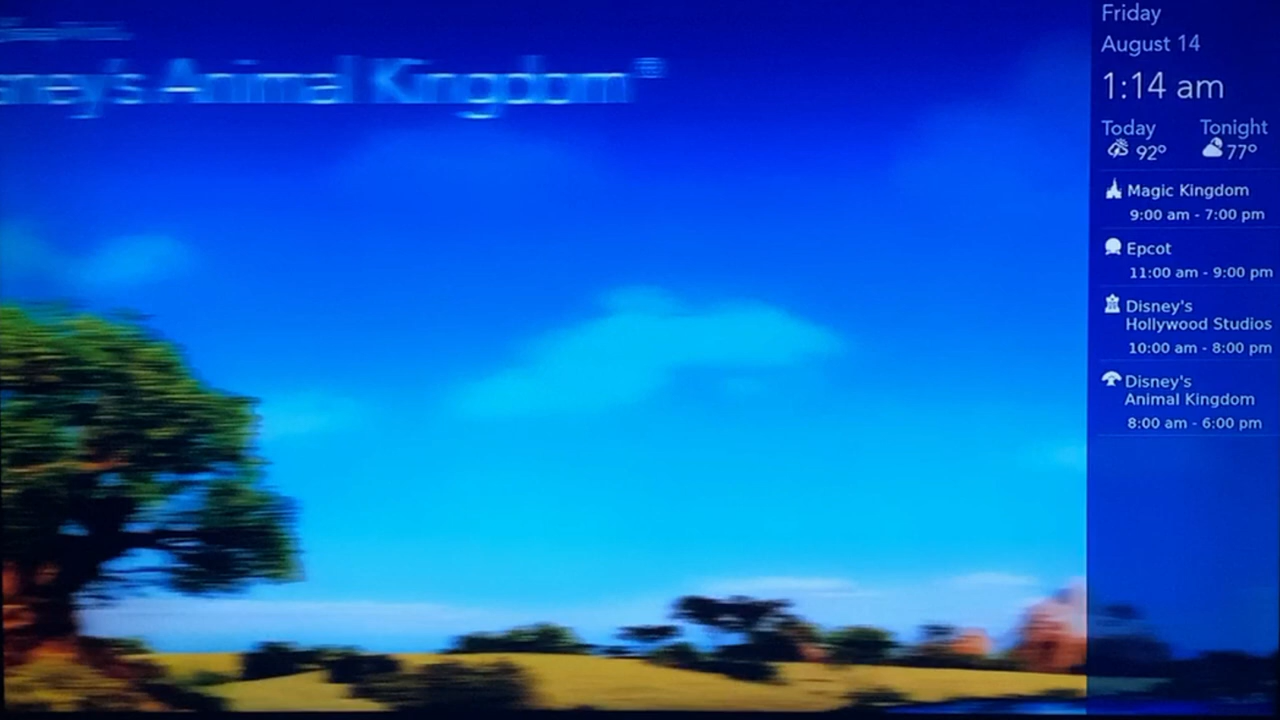 Animal Kingdom®
Friday
August 14
1:14 am
Today Tonight
92° 77°
Magic Kingdom
9:00 am - 7:00 pm
Epcot
11:00 am - 9:00 pm
Disney's
Hollywood Studios
10:00 am - 8:00 pm
Disney's
Animal Kingdom
8:00 am - 6:00 pm